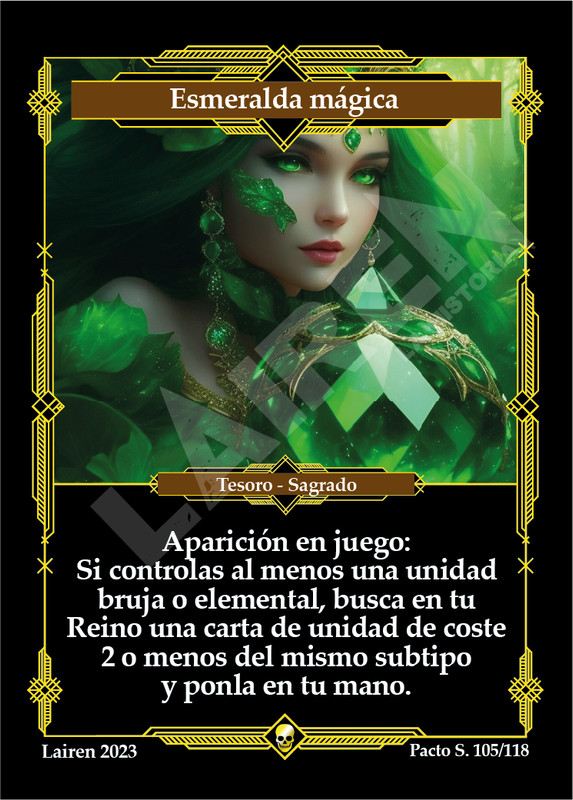 Esmeralda mágica
LAIREN
HISTORIA
Tesoro - Sagrado
Aparición en juego:
Si controlas al menos una unidad
bruja o elemental, busca en tu
Reino una carta de unidad de coste
2 o menos del mismo subtipo
y ponla en tu mano.
Lairen 2023
Pacto S. 105/118